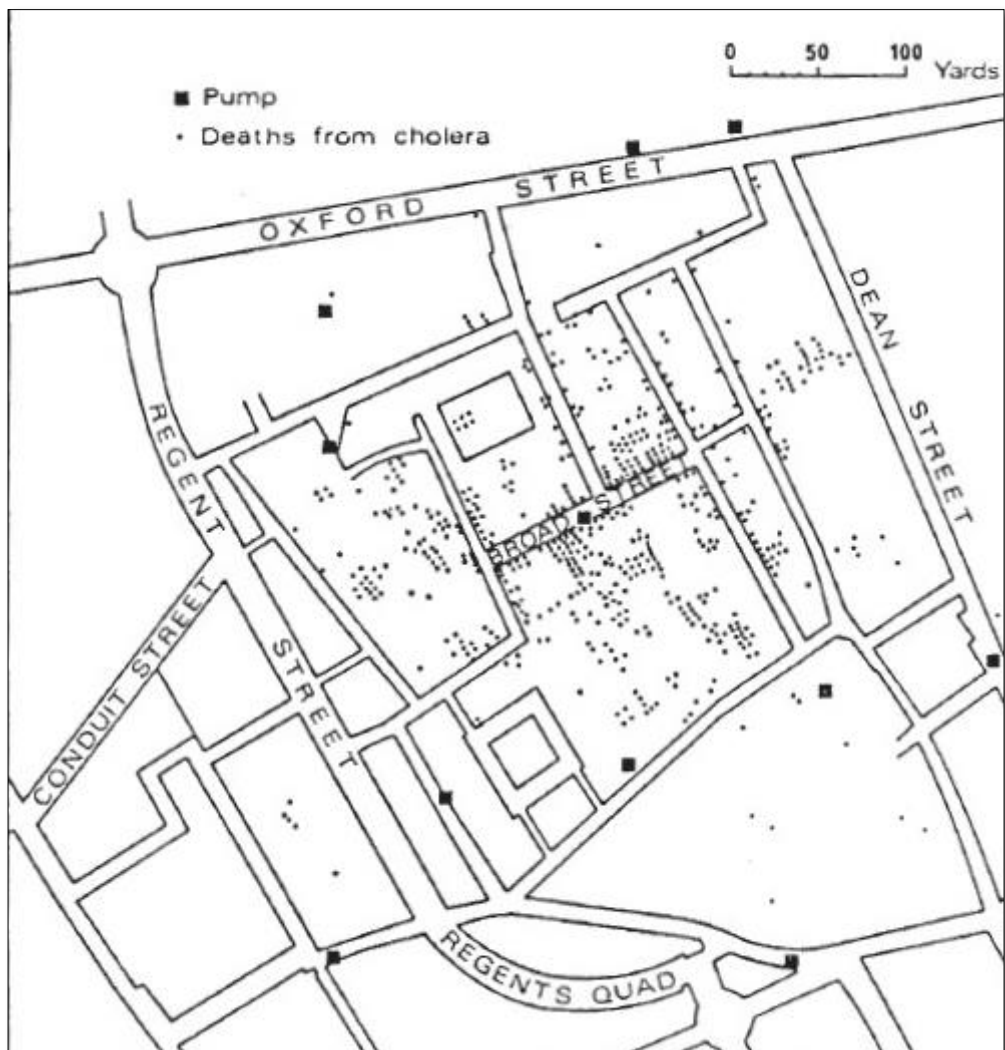 0 50 100
Yards
Pump
Deaths from cholera
OXFORD STREET
DEAN STREET
REGENT STREET
BROAD STREET
CONDUIT STREET
REGENTS QUAD